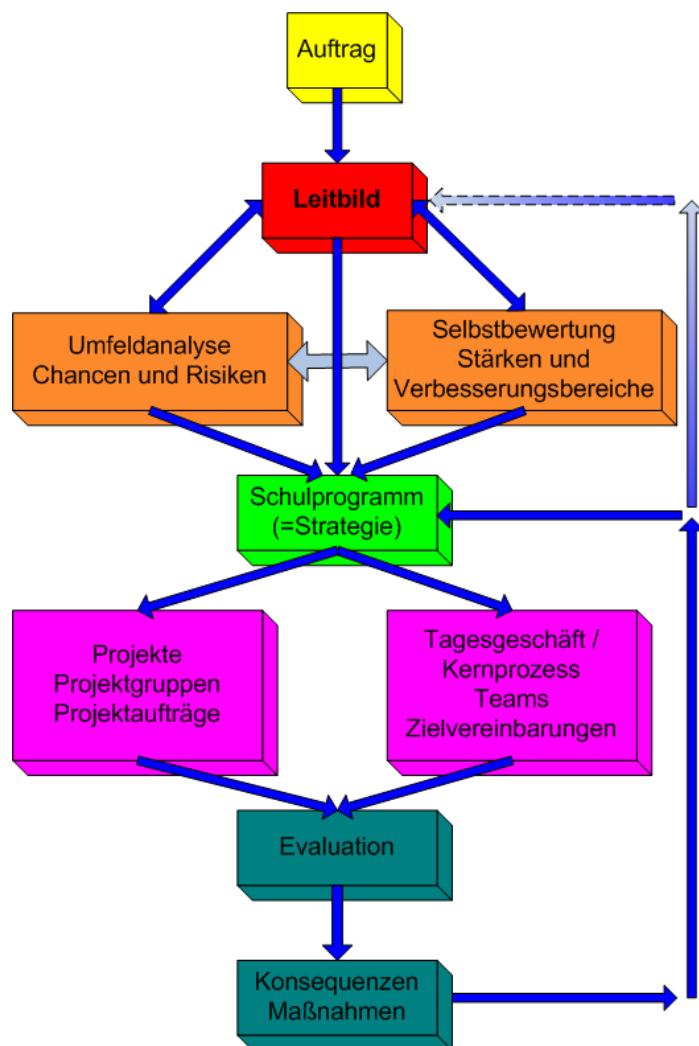 Auftrag
Leitbild
Umfeldanalyse
Chancen und Risiken
Selbstbewertung
Stärken und
Verbesserungsbereiche
Schulprogramm
(=Strategie)
Projekte
Projektgruppen
Projektaufträge
Tagesgeschäft /
Kernprozess
Teams
Zielvereinbarungen
Evaluation
Konsequenzen
Maßnahmen